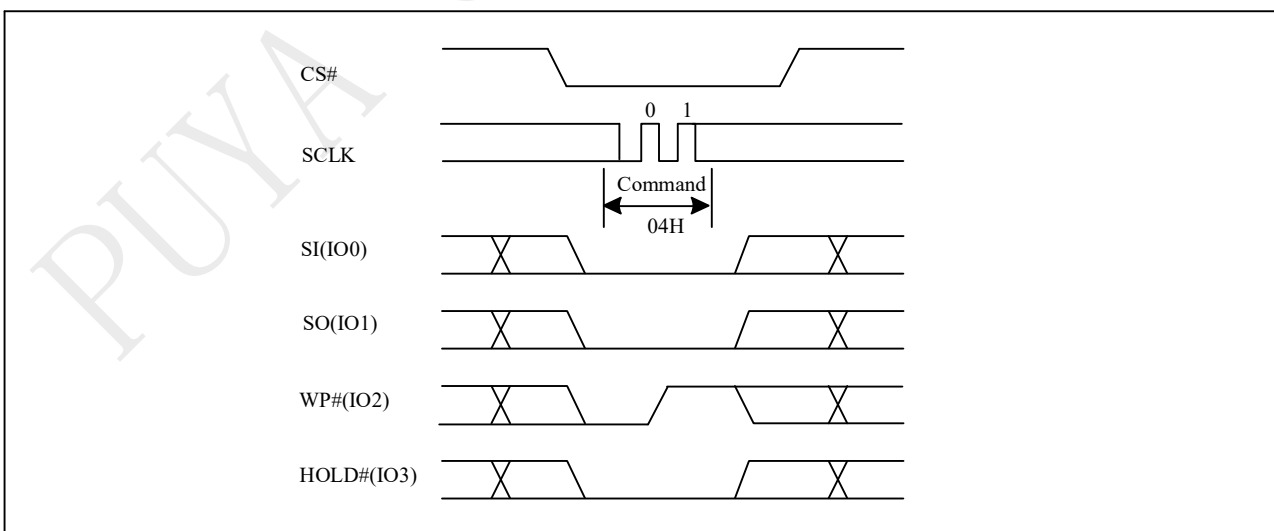 CS#
0 1
SCLK
Command
04H
SI(IO0)
SO(IO1)
WP#(IO2)
HOLD#(IO3)
PUYA